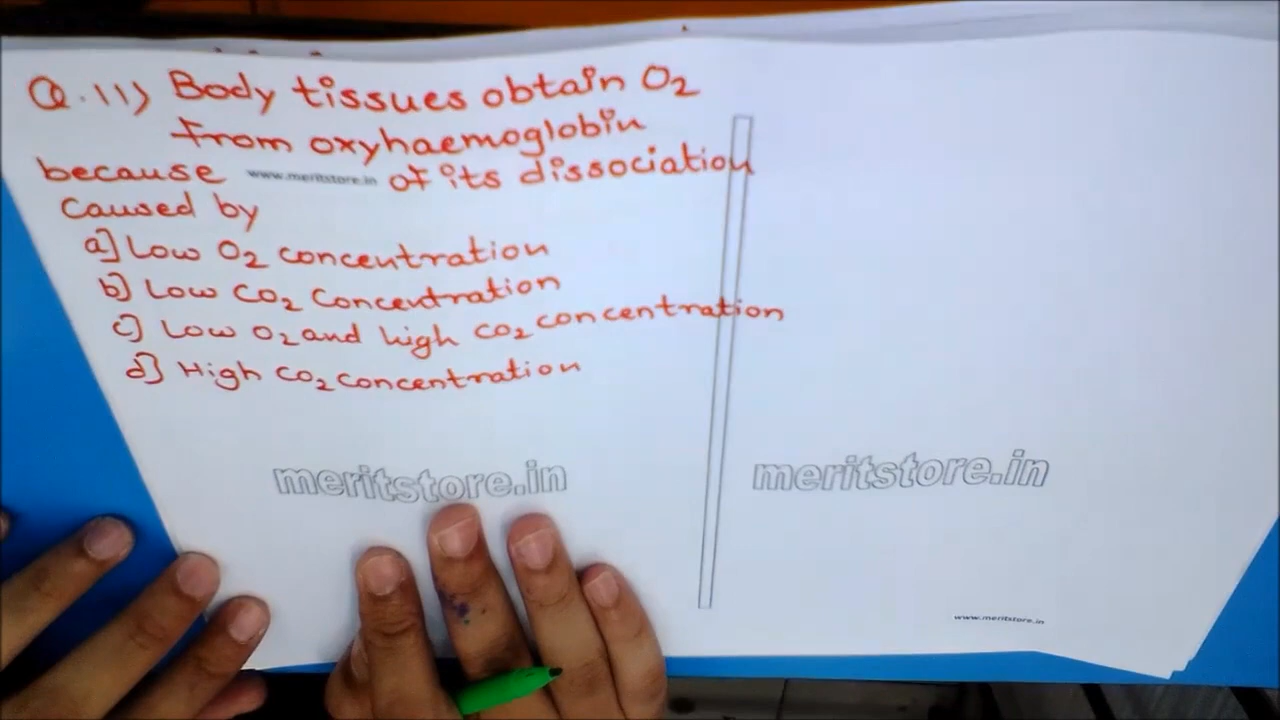 Q.11) Body tissues obtain O2
from oxyhaemoglobin
because www.meritstore.in of its dissociation
Caused by
a] Low O2 concentration
b] Low CO2 Concentration
c] Low O2 and high CO2 concentration
d] High CO2 concentration
meritstore.in
meritstore.in
www.meritstore.in